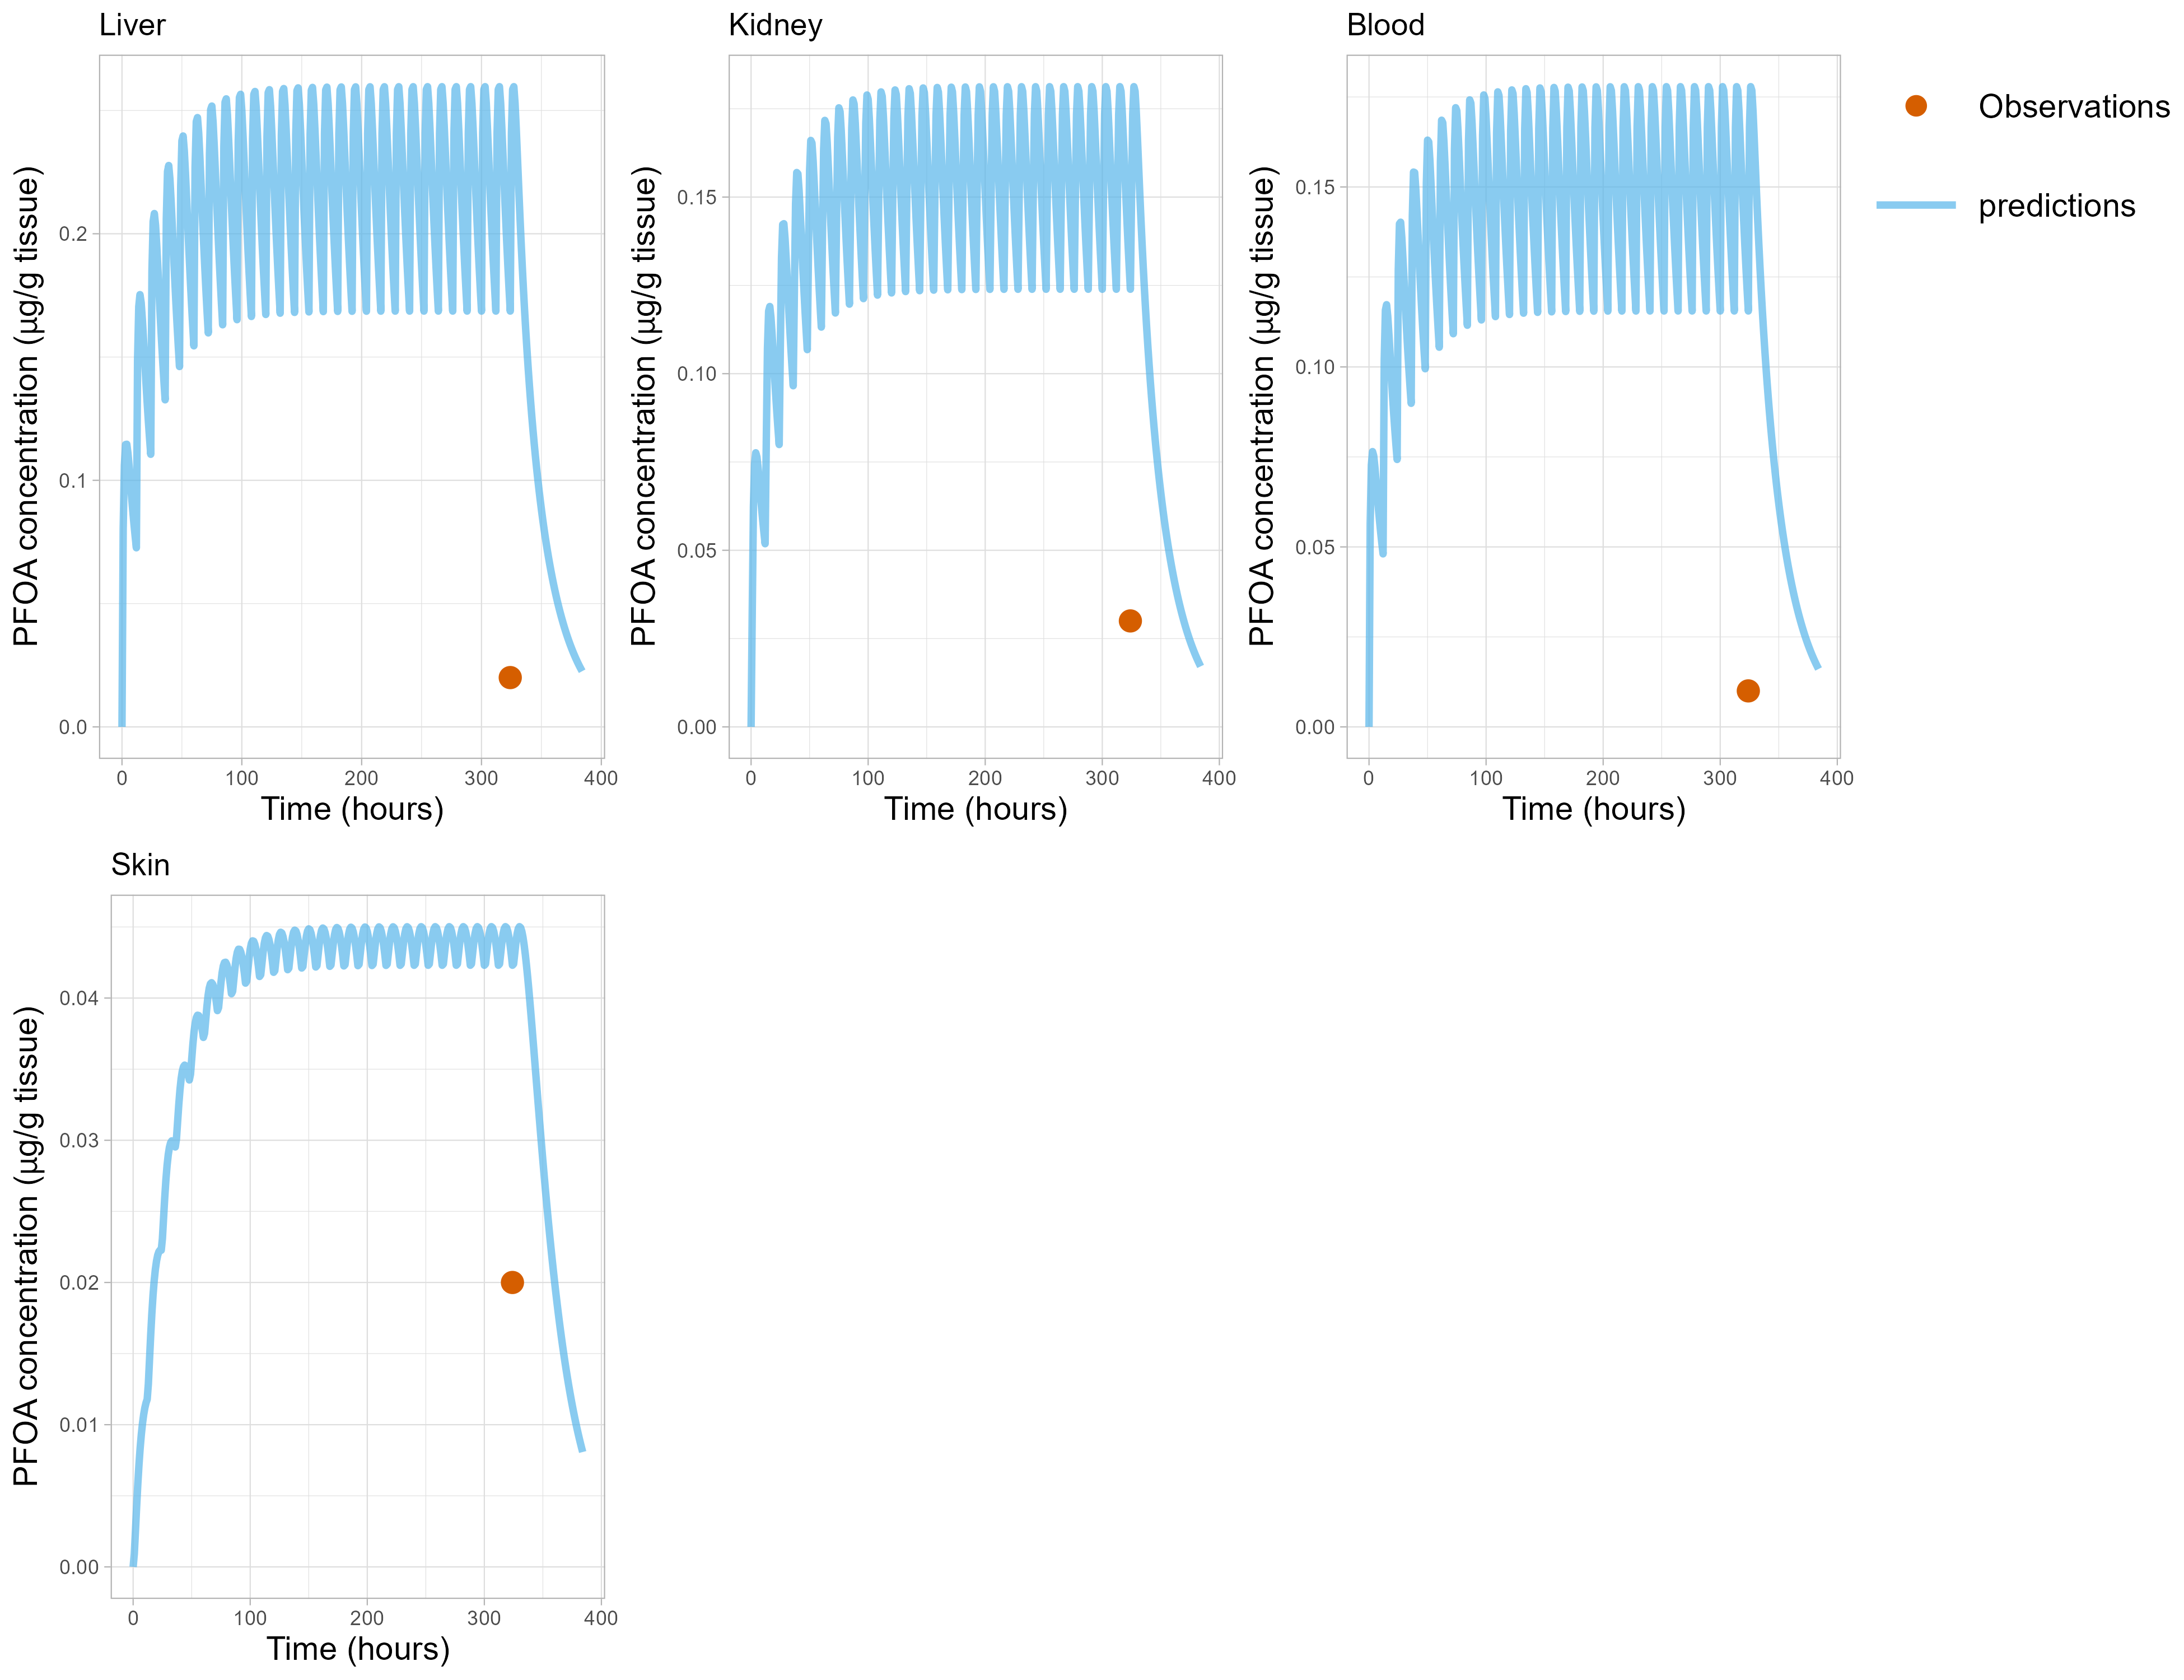 Liver
Kidney
Blood
PFOA concentration (µg/g tissue)
0.2
0.1
0.0
0 100 200 300 400
Time (hours)
PFOA concentration (µg/g tissue)
0.15
0.10
0.05
0.00
0 100 200 300 400
Time (hours)
PFOA concentration (µg/g tissue)
0.15
0.10
0.05
0.00
0 100 200 300 400
Time (hours)
Observations
predictions
Skin
PFOA concentration (µg/g tissue)
0.04
0.03
0.02
0.01
0.00
0 100 200 300 400
Time (hours)